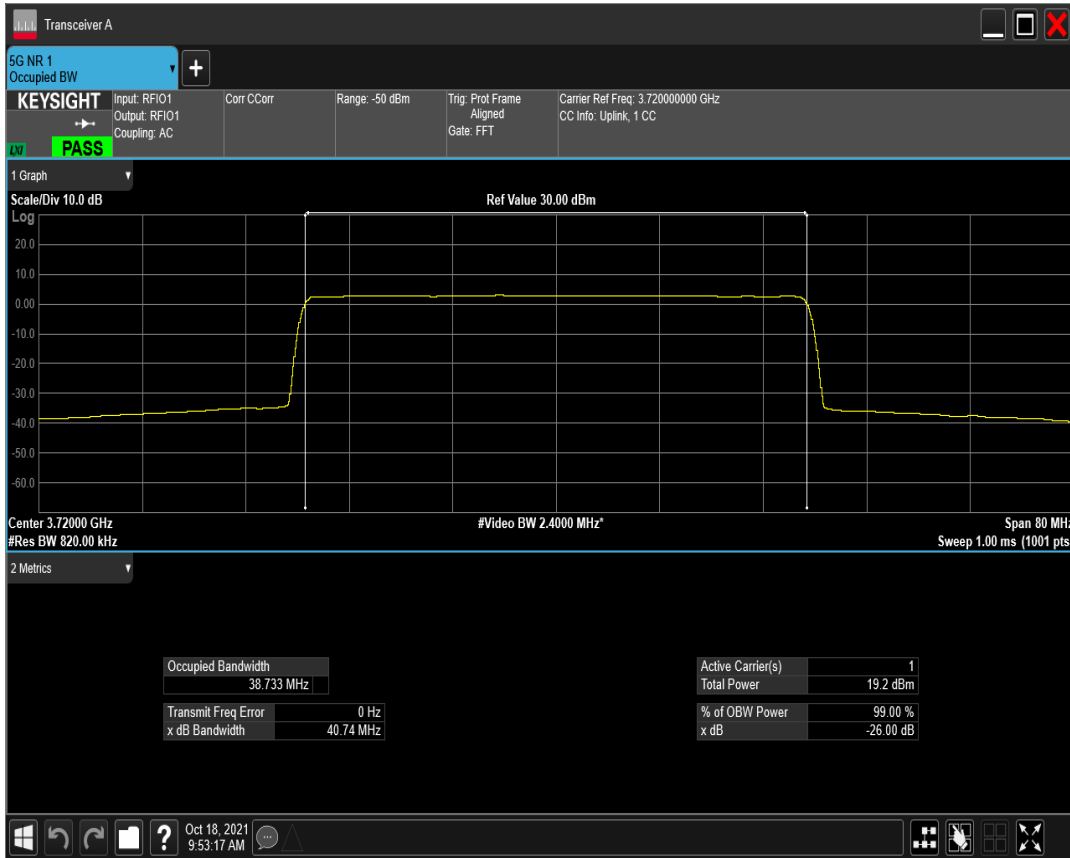 Transceiver A
5G NR 1
Occupied BW
KEYSIGHT
Input: RFIO1
Output: RFIO1
Coupling: AC
Corr CCorr
Range: -50 dBm
Trig: Prot Frame
Aligned
Gate: FFT
Carrier Ref Freq: 3.720000000 GHz
CC Info: Uplink, 1 CC
LXI
PASS
1 Graph
Scale/Div 10.0 dB
Ref Value 30.00 dBm
Log
20.0
10.0
0.00
-10.0
-20.0
-30.0
-40.0
-50.0
-60.0
Center 3.72000 GHz
#Video BW 2.4000 MHz*
Span 80 MHz
#Res BW 820.00 kHz
Sweep 1.00 ms (1001 pts
2 Metrics
Occupied Bandwidth
38.733 MHz
Transmit Freq Error 0 Hz
x dB Bandwidth 40.74 MHz
Active Carrier(s) 1
Total Power 19.2 dBm
% of OBW Power 99.00 %
x dB -26.00 dB
?
Oct 18, 2021
9:53:17 AM